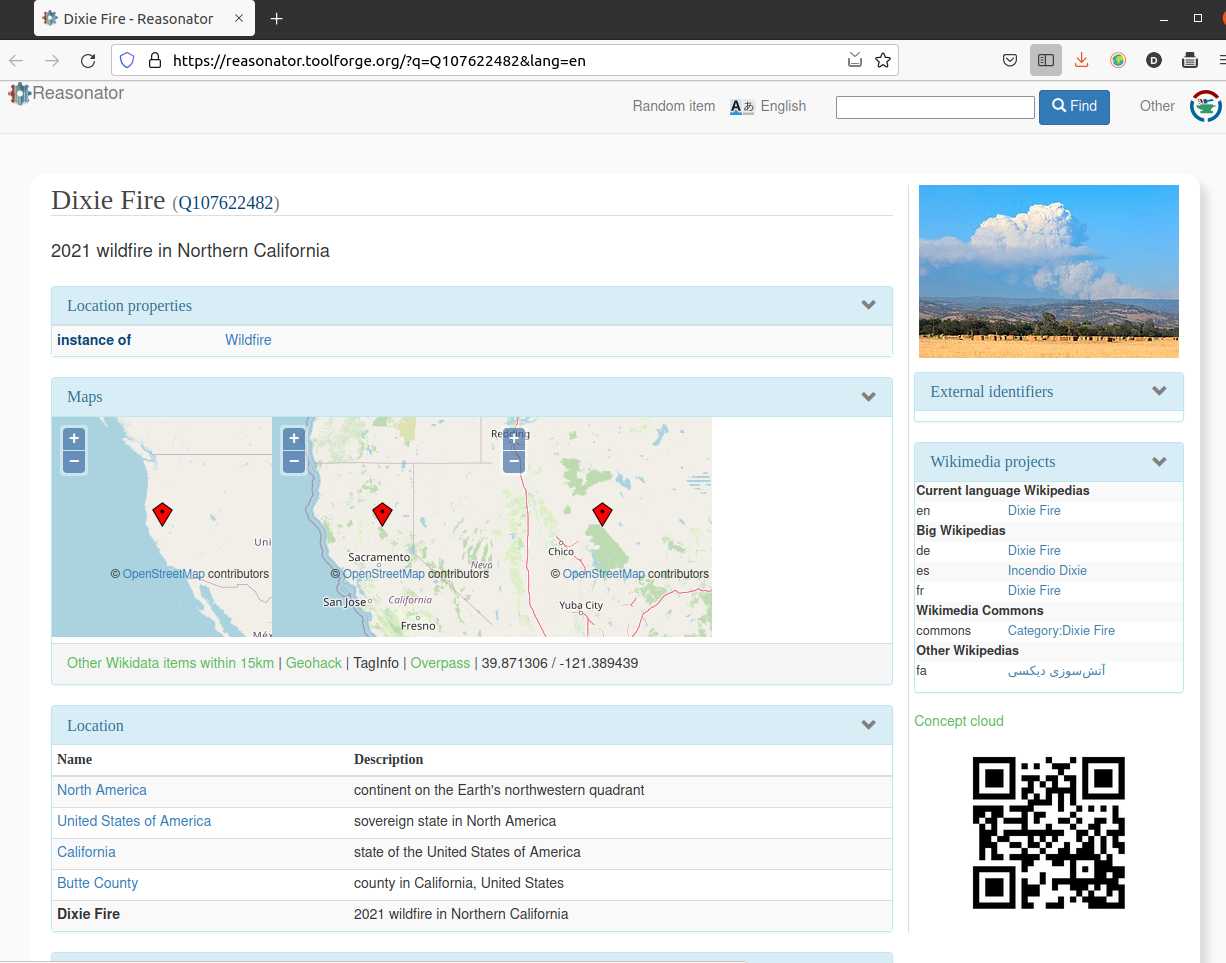 Dixie Fire - Reasonator
https://reasonator.toolforge.org/?q=Q107622482&lang=en
Reasonator
Random item
English
Find
Other
Dixie Fire (Q107622482)
2021 wildfire in Northern California
Location properties
instance of Wildfire
Maps
+
−
Uni
© OpenStreetMap contributors
Méx
+
−
Sacramento
Neva
© OpenStreetMap contributors
San Jose
California
Fresno
Redding
+
−
Chico
© OpenStreetMap contributors
Yuba City
Other Wikidata items within 15km | Geohack | TagInfo | Overpass | 39.871306 / -121.389439
Location
Name Description
North America continent on the Earth's northwestern quadrant
United States of America sovereign state in North America
California state of the United States of America
Butte County county in California, United States
Dixie Fire 2021 wildfire in Northern California
External identifiers
Wikimedia projects
Current language Wikipedias
en Dixie Fire
Big Wikipedias
de Dixie Fire
es Incendio Dixie
fr Dixie Fire
Wikimedia Commons
commons Category:Dixie Fire
Other Wikipedias
fa آتش‌سوزی دیکسی
Concept cloud